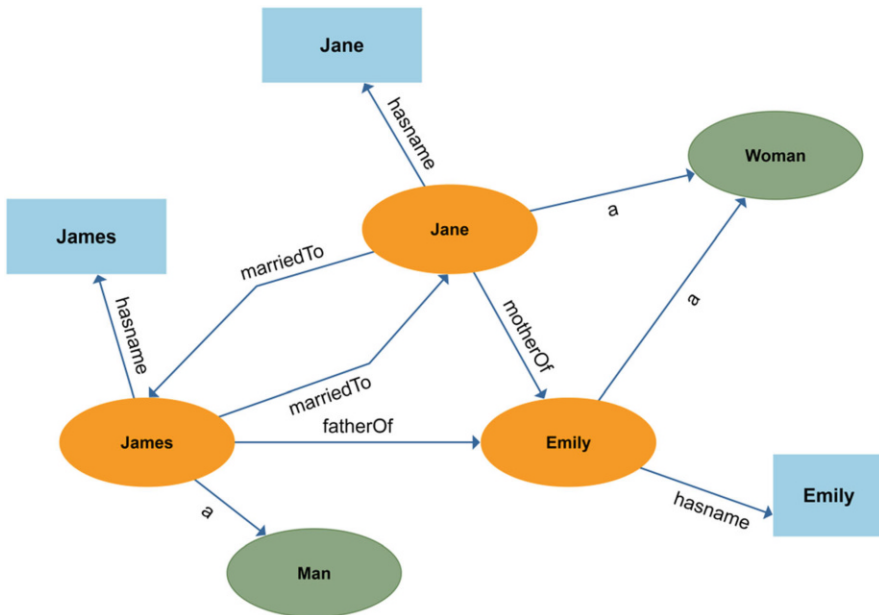 Jane
hasname
Woman
James
Jane
a
marriedTo
hasname
motherOf
a
marriedTo
fatherOf
James
Emily
Emily
hasname
a
Man